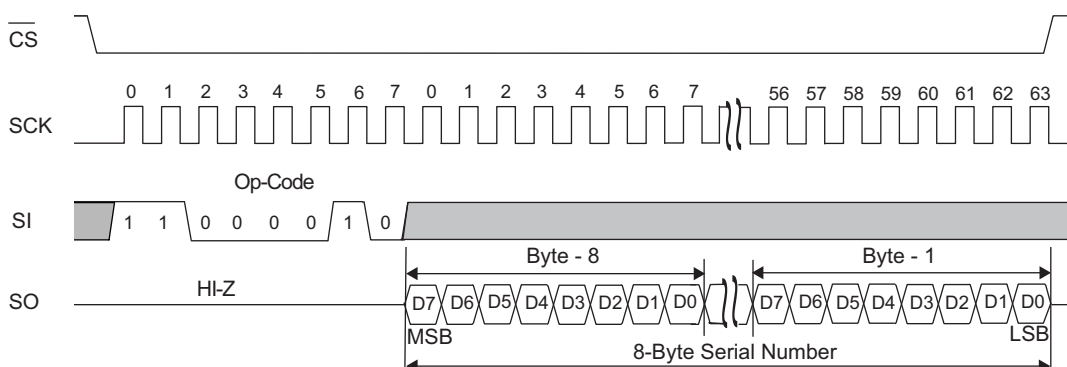 CS
0 1 2 3 4 5 6 7 0 1 2 3 4 5 6 7 56 57 58 59 60 61 62 63
SCK
Op-Code
SI 1 1 0 0 0 0 1 0
Byte - 8 Byte - 1
HI-Z
SO D7 D6 D5 D4 D3 D2 D1 D0 D7 D6 D5 D4 D3 D2 D1 D0
MSB LSB
8-Byte Serial Number